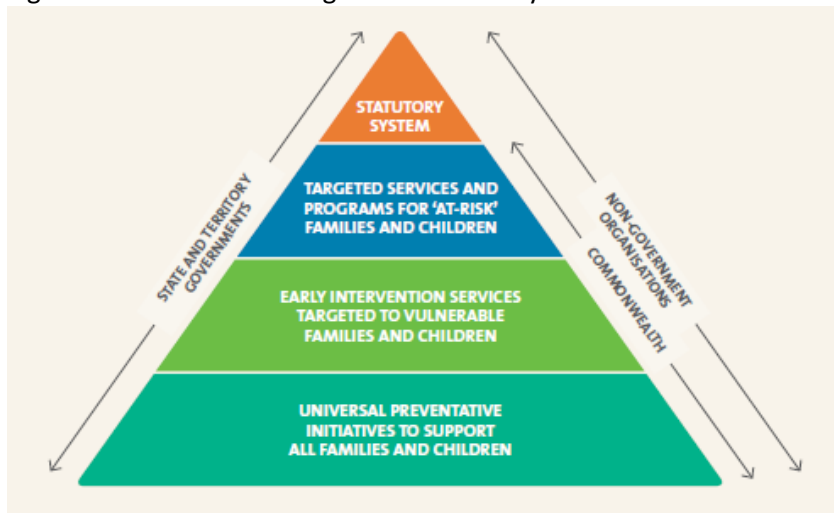 STATUTORY
SYSTEM
TARGETED SERVICES AND
PROGRAMS FOR ‘AT-RISK’
FAMILIES AND CHILDREN
EARLY INTERVENTION SERVICES
TARGETED TO VULNERABLE
FAMILIES AND CHILDREN
UNIVERSAL PREVENTATIVE
INITIATIVES TO SUPPORT
ALL FAMILIES AND CHILDREN
STATE AND TERRITORY
GOVERNMENTS
NON-GOVERNMENT
ORGANISATIONS
COMMONWEALTH